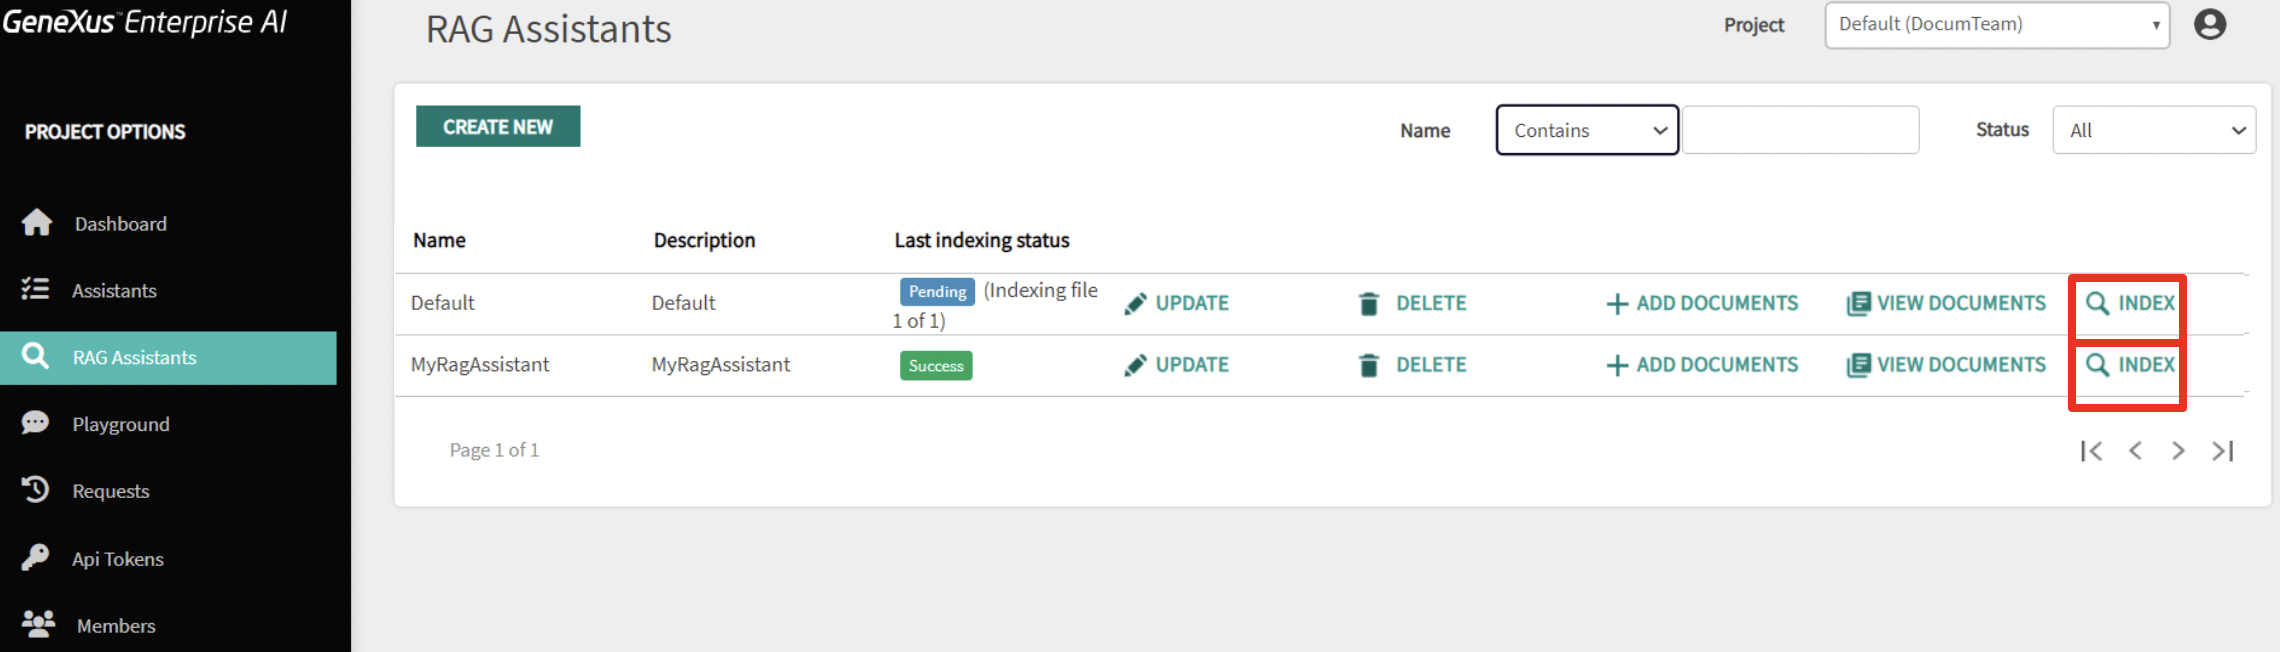 GeneXus™ Enterprise AI
PROJECT OPTIONS
Dashboard
Assistants
RAG Assistants
Playground
Requests
Api Tokens
Members
RAG Assistants
Project Default (DocumTeam)
CREATE NEW
Name Contains Status All
Name Description Last indexing status
Default Default Pending (Indexing file
1 of 1) UPDATE DELETE ADD DOCUMENTS VIEW DOCUMENTS INDEX
MyRagAssistant MyRagAssistant Success UPDATE DELETE ADD DOCUMENTS VIEW DOCUMENTS INDEX
Page 1 of 1